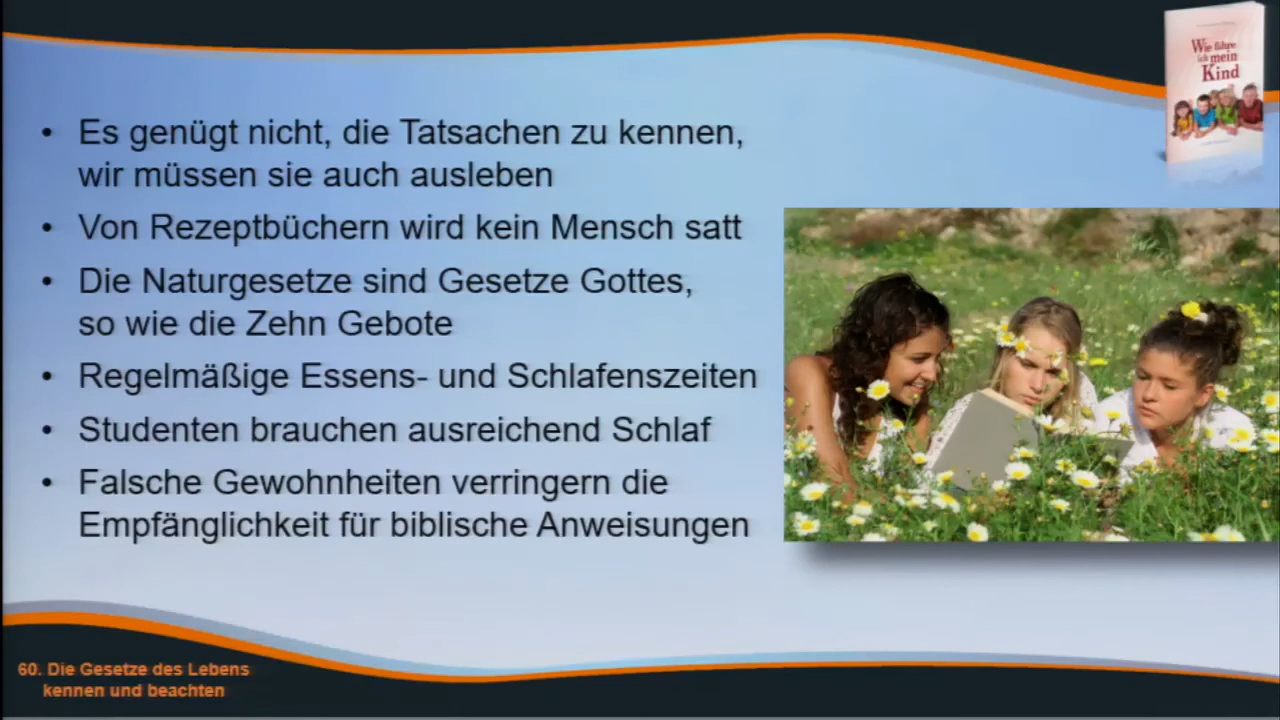 Wie führe
ich mein
Kind
Es genügt nicht, die Tatsachen zu kennen,
wir müssen sie auch ausleben
Von Rezeptbüchern wird kein Mensch satt
Die Naturgesetze sind Gesetze Gottes,
so wie die Zehn Gebote
Regelmäßige Essens- und Schlafenszeiten
Studenten brauchen ausreichend Schlaf
Falsche Gewohnheiten verringern die
Empfänglichkeit für biblische Anweisungen
60. Die Gesetze des Lebens
kennen und beachten